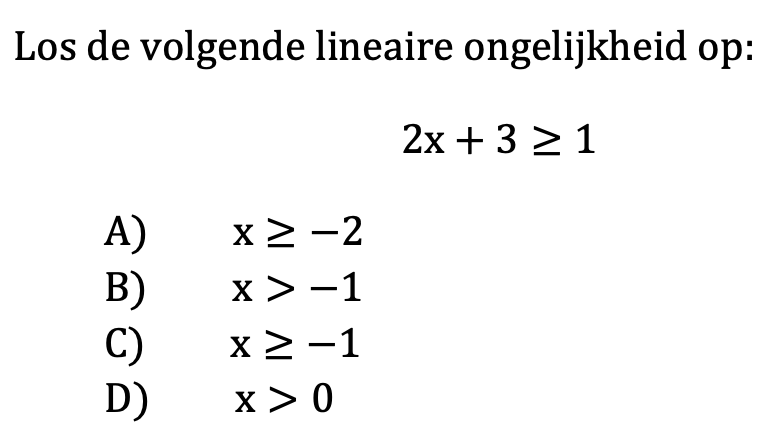 Los de volgende lineaire ongelijkheid op:
2x + 3 ≥ 1
A) x ≥ −2
B) x > −1
C) x ≥ −1
D) x > 0